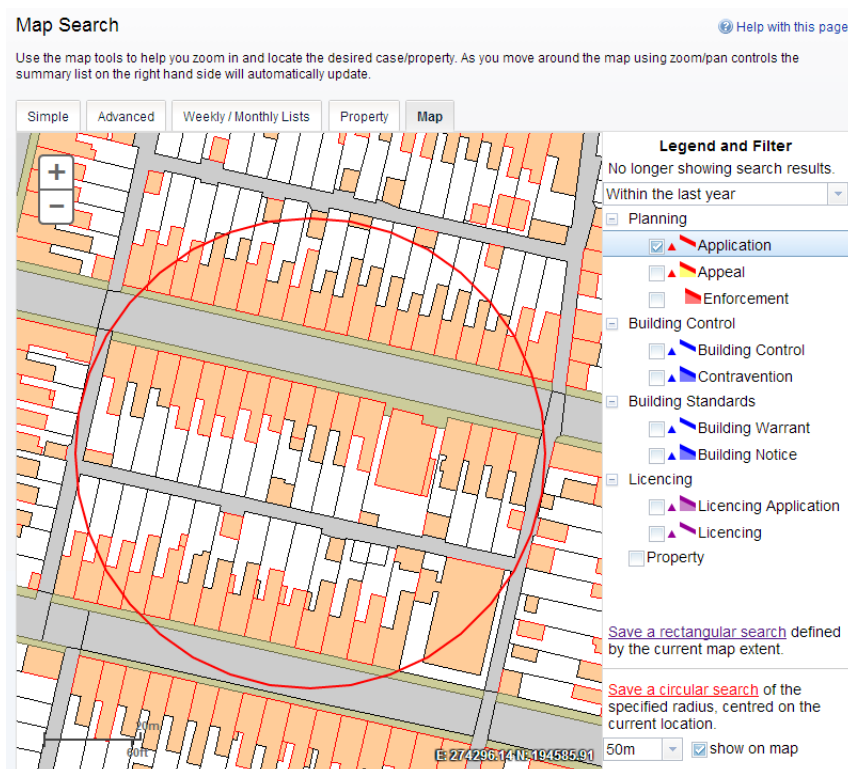 Map Search
Help with this page
Use the map tools to help you zoom in and locate the desired case/property. As you move around the map using zoom/pan controls the
summary list on the right hand side will automatically update.
Simple
Advanced
Weekly / Monthly Lists
Property
Map
+
−
Legend and Filter
No longer showing search results.
Within the last year
Planning
Application
Appeal
Enforcement
Building Control
Building Control
Contravention
Building Standards
Building Warrant
Building Notice
Licencing
Licencing Application
Licencing
Property
Save a rectangular search defined
by the current map extent.
Save a circular search of the
specified radius, centred on the
current location.
50m
show on map
20m
60ft
E: 274296.14 N: 194585.91